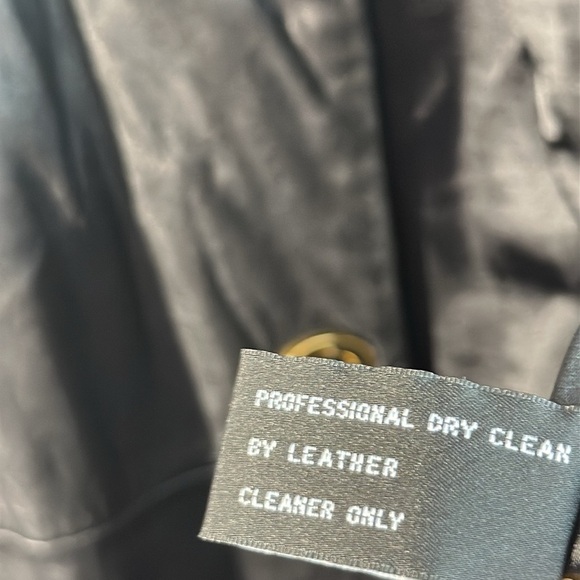 PROFESSIONAL DRY CLEAN
BY LEATHER
CLEANER ONLY